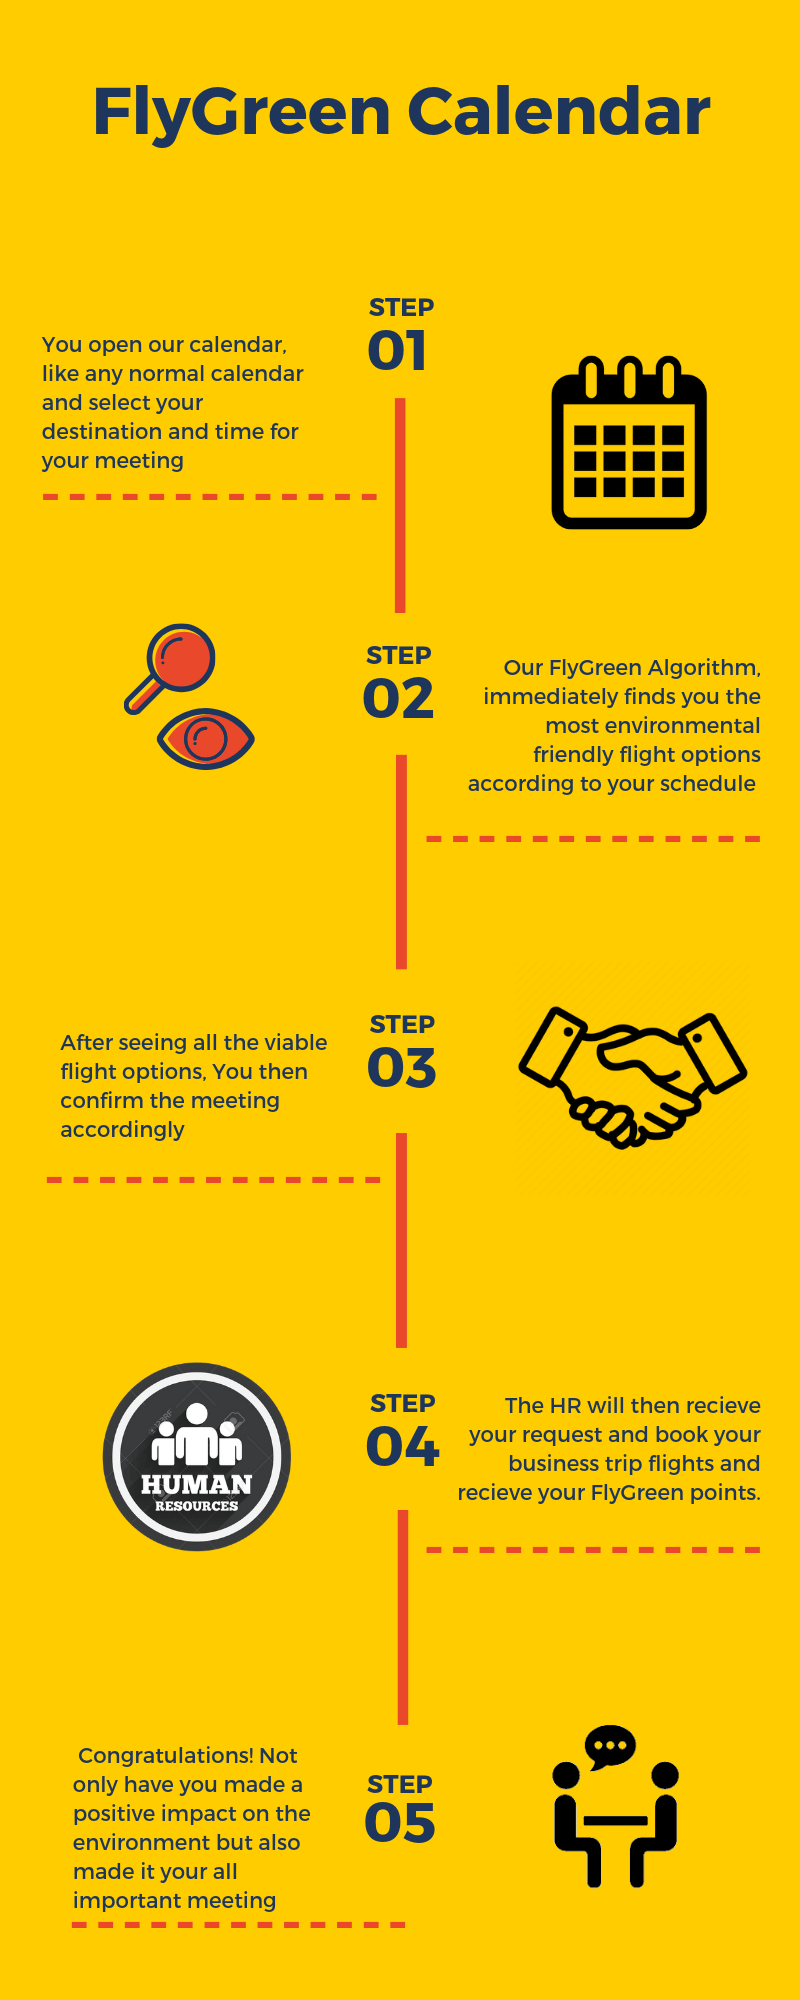 FlyGreen Calendar
STEP
01
You open our calendar,
like any normal calendar
and select your
destination and time for
your meeting
STEP
02
Our FlyGreen Algorithm,
immediately finds you the
most environmental
friendly flight options
according to your schedule
STEP
03
After seeing all the viable
flight options, You then
confirm the meeting
accordingly
HUMAN
RESOURCES
STEP
04
The HR will then recieve
your request and book your
business trip flights and
recieve your FlyGreen points.
STEP
05
Congratulations! Not
only have you made a
positive impact on the
environment but also
made it your all
important meeting